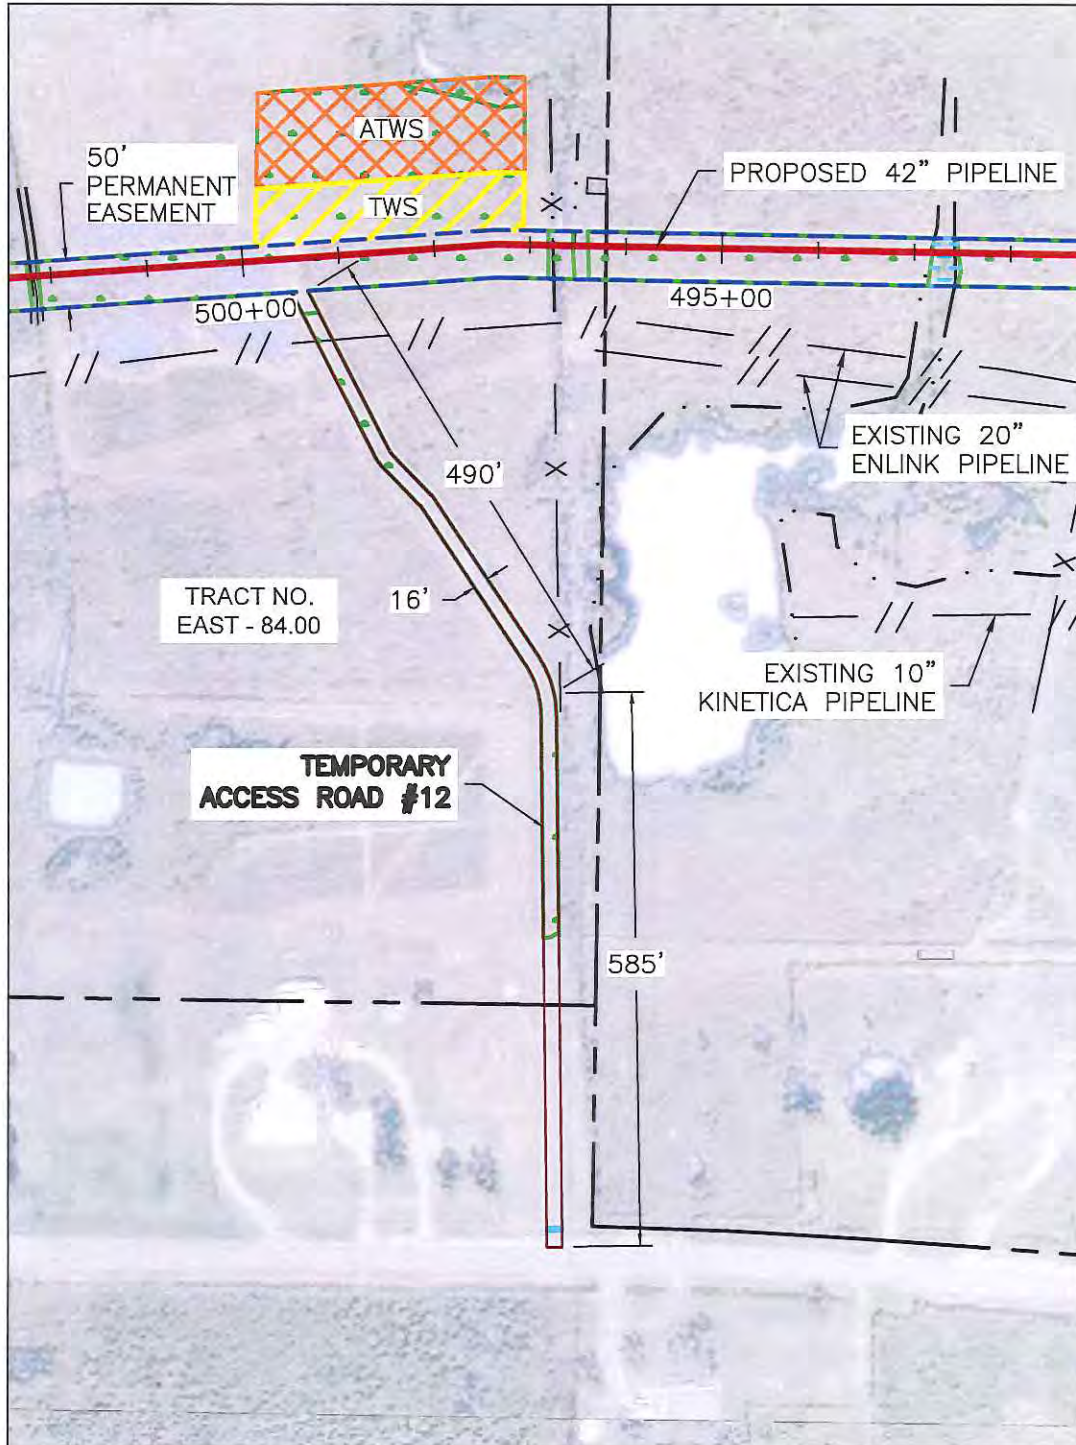 ATWS
50'
PERMANENT
EASEMENT
PROPOSED 42" PIPELINE
TWS
500+00
495+00
490'
EXISTING 20"
ENLINK PIPELINE
16'
TRACT NO.
EAST - 84.00
EXISTING 10"
KINETICA PIPELINE
TEMPORARY
ACCESS ROAD #12
585'